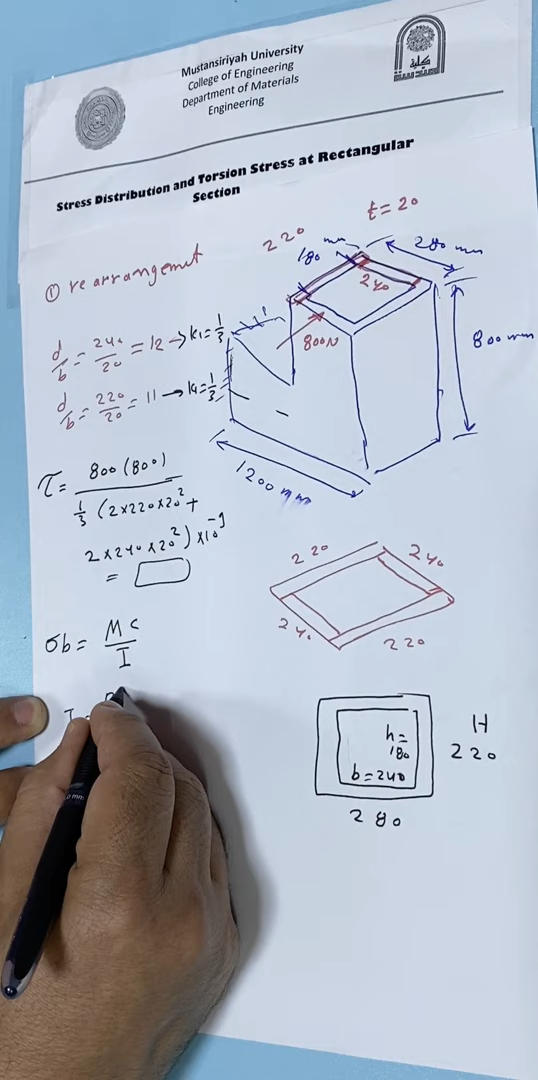 Mustansiriyah University
College of Engineering
Department of Materials
Engineering
كلية
الهندسة
Stress Distribution and Torsion Stress at Rectangular
Section
① rearrangement
t=20
220
180 mm
280 mm
240
800N
800 mm
1200 mm
d/b = 240/20 = 12 → k₁=1/3
d/b = 220/20 = 11 → k₁=1/3
τ = 800 (800)
1/3 (2×220×20² +
2×240×20²) ×10⁻⁹
=
220
240
240
220
σb = Mc/I
h=
180
b=240
H
220
280